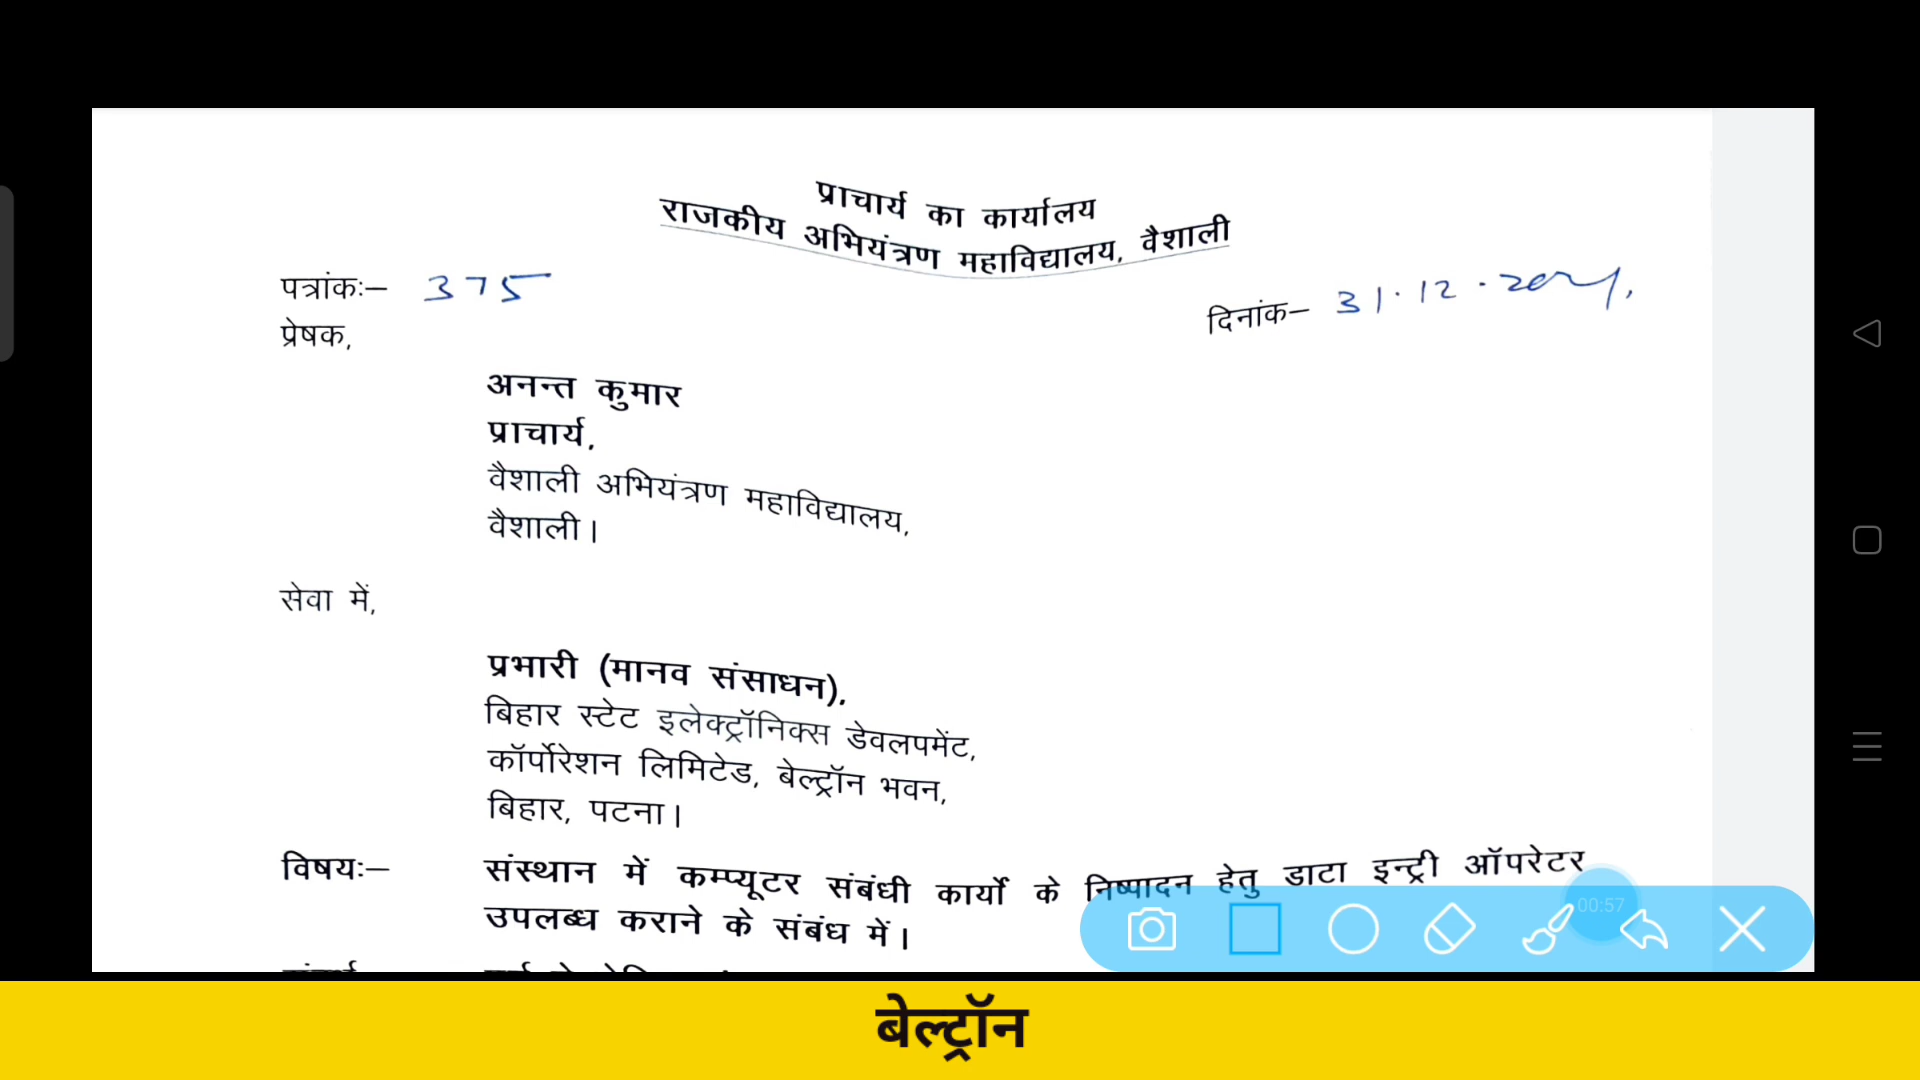 प्राचार्य का कार्यालय
राजकीय अभियंत्रण महाविद्यालय, वैशाली
पत्रांकः– 375
दिनांक– 31.12.
प्रेषक,
अनन्त कुमार
प्राचार्य,
वैशाली अभियंत्रण महाविद्यालय,
वैशाली।
सेवा में,
प्रभारी (मानव संसाधन),
बिहार स्टेट इलेक्ट्रॉनिक्स डेवलपमेंट,
कॉर्पोरेशन लिमिटेड, बेल्ट्रॉन भवन,
बिहार, पटना।
विषयः– संस्थान में कम्प्यूटर संबंधी कार्यो के निष्पादन हेतु डाटा इन्ट्री ऑपरेटर
उपलब्ध कराने के संबंध में।
00:57
बेल्ट्रॉन